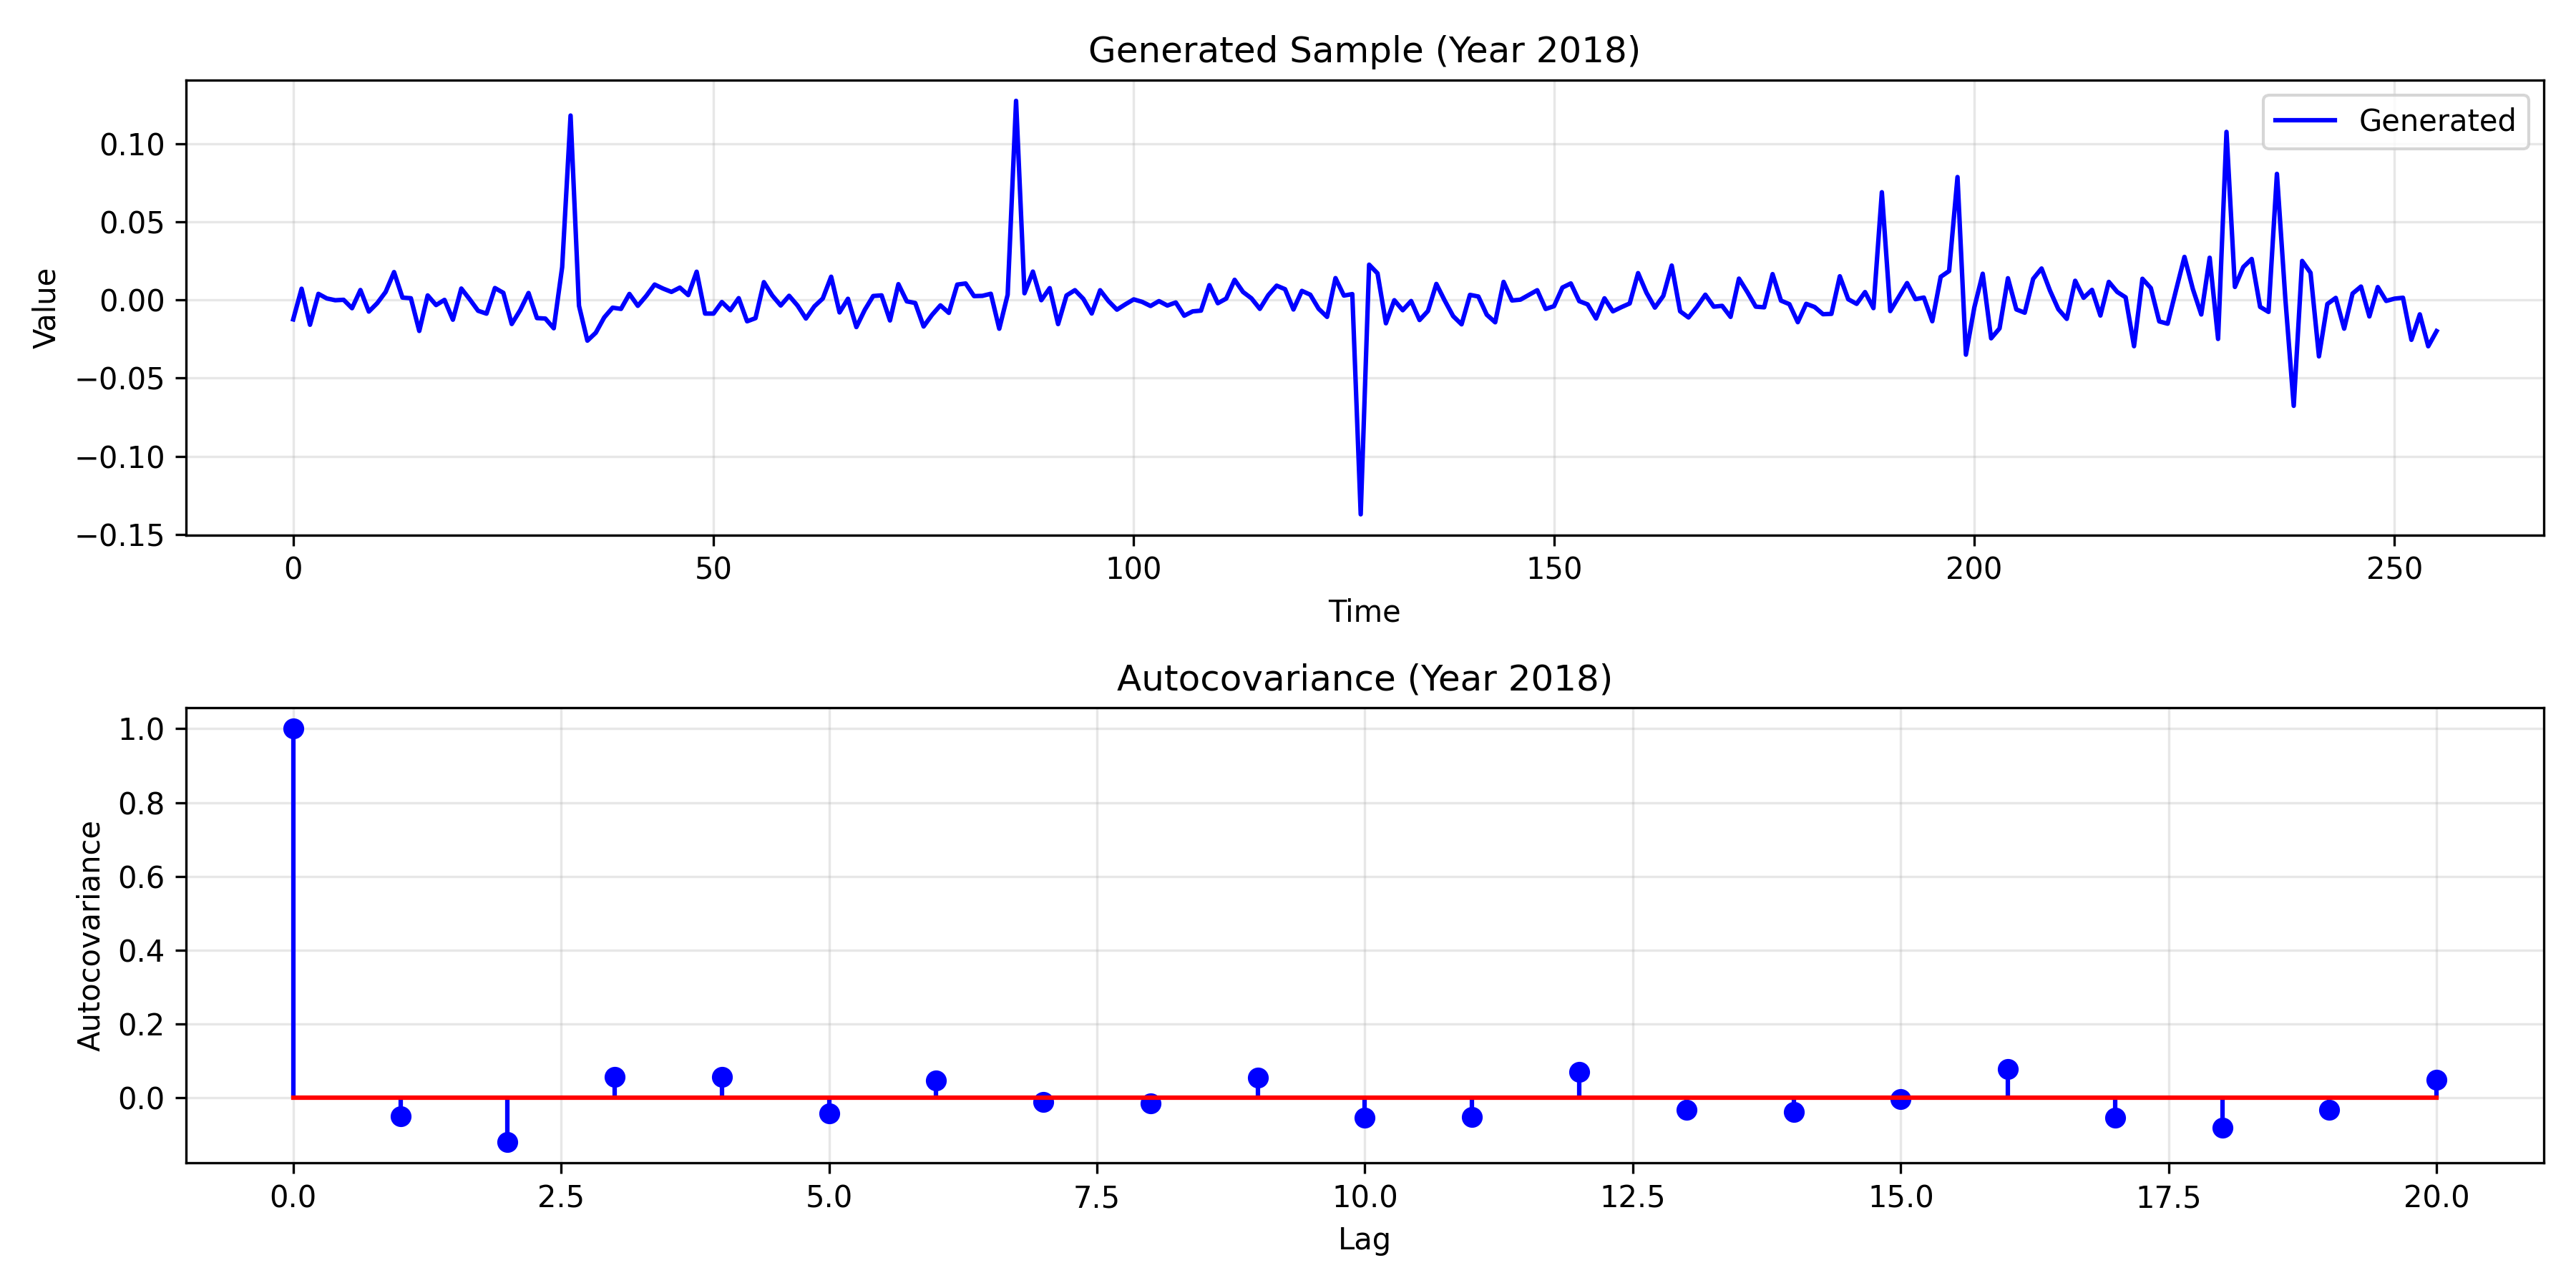 Generated Sample (Year 2018)
Generated
Value
0.10
0.05
0.00
−0.05
−0.10
−0.15
0 50 100 150 200 250
Time
Autocovariance (Year 2018)
Autocovariance
1.0
0.8
0.6
0.4
0.2
0.0
0.0 2.5 5.0 7.5 10.0 12.5 15.0 17.5 20.0
Lag